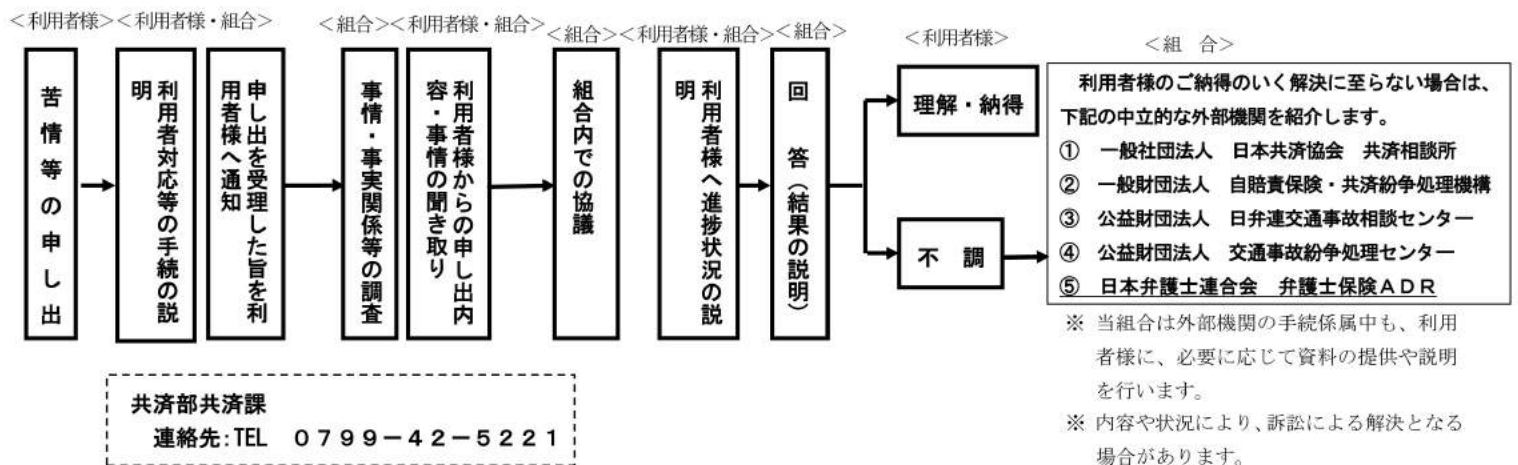 ＜利用者様＞＜利用者様・組合＞
＜組合＞＜利用者様・組合＞
＜組合＞＜利用者様・組合＞
＜組合＞
＜利用者様＞
＜組　合＞
苦情等の申し出
利用者対応等の手続の説
明
申し出を受理した旨を利
用者様へ通知
事情・事実関係等の調査
利用者様からの申し出内
容・事情の聞き取り
組合内での協議
利用者様へ進捗状況の説
明
回　答（結果の説明）
理解・納得
不　調
利用者様のご納得のいく解決に至らない場合は、
下記の中立的な外部機関を紹介します。
①　一般社団法人　日本共済協会　共済相談所
②　一般財団法人　自賠責保険・共済紛争処理機構
③　公益財団法人　日弁連交通事故相談センター
④　公益財団法人　交通事故紛争処理センター
⑤　日本弁護士連合会　弁護士保険ＡＤＲ
※ 当組合は外部機関の手続係属中も、利用
者様に、必要に応じて資料の提供や説明
を行います。
※ 内容や状況により、訴訟による解決となる
場合があります。
共済部共済課
連絡先：TEL　０７９９－４２－５２２１